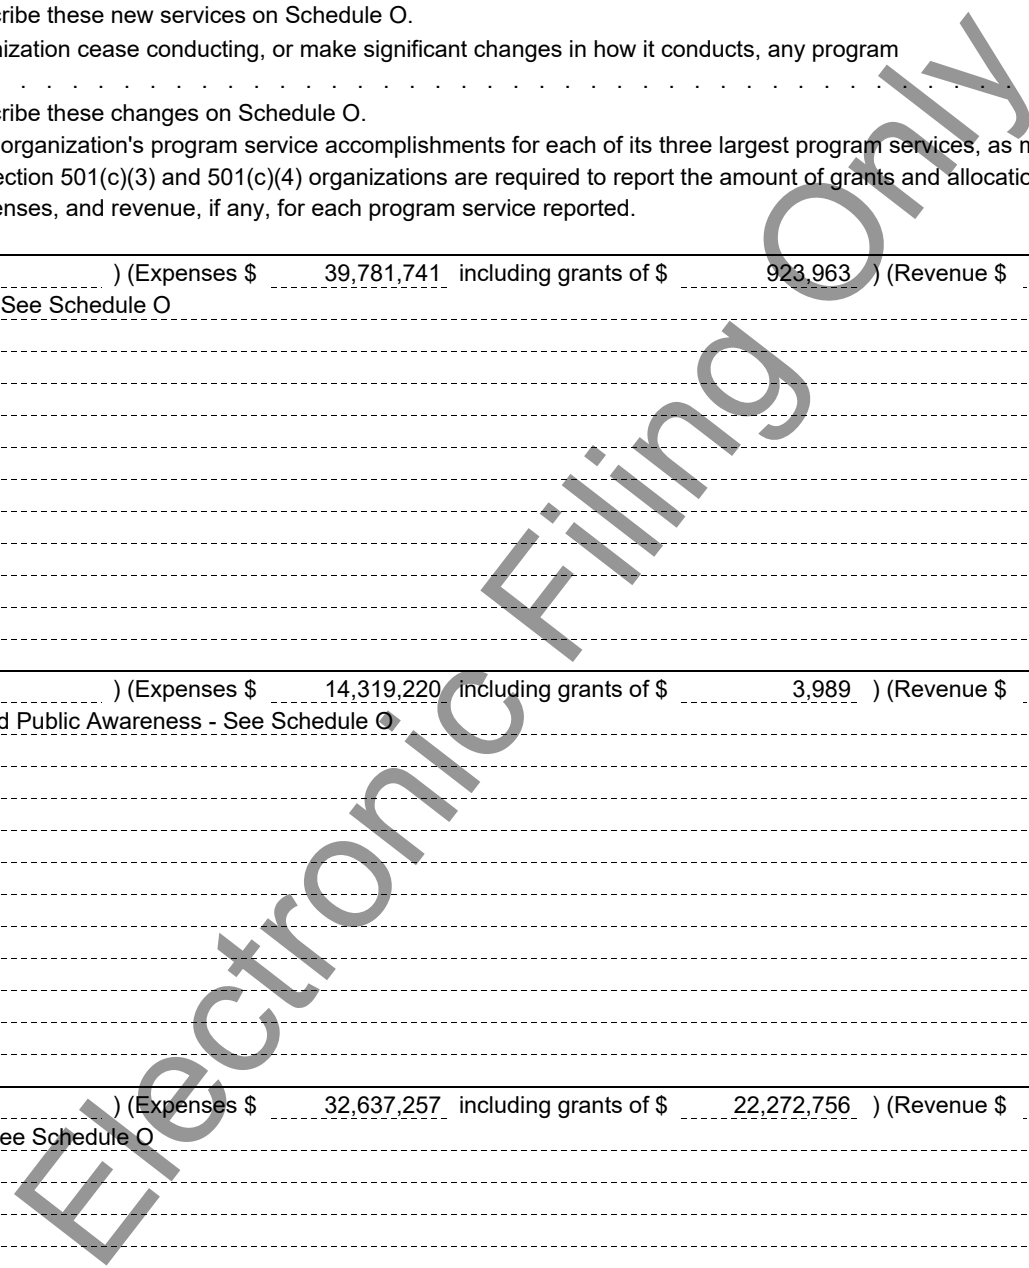 ribe these new services on Schedule O.
nization cease conducting, or make significant changes in how it conducts, any program
. . . . . . . . . . . . . . . . . . . . . . . . . . . . . . . . . . . . . . .
ribe these changes on Schedule O.
organization's program service accomplishments for each of its three largest program services, as m
ection 501(c)(3) and 501(c)(4) organizations are required to report the amount of grants and allocatio
enses, and revenue, if any, for each program service reported.
) (Expenses $ 39,781,741 including grants of $ 923,963 ) (Revenue $
See Schedule O
) (Expenses $ 14,319,220 including grants of $ 3,989 ) (Revenue $
d Public Awareness - See Schedule O
) (Expenses $ 32,637,257 including grants of $ 22,272,756 ) (Revenue $
ee Schedule O
Electronic Filing Only